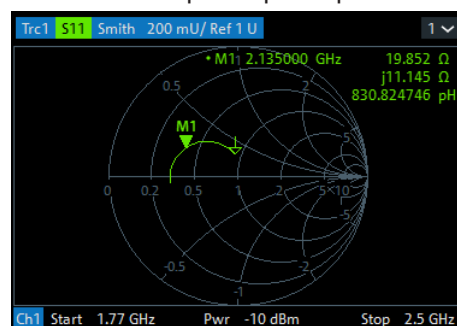 Trc1 S11 Smith 200 mU/ Ref 1 U 1
• M1 2.135000 GHz 19.852 Ω
j11.145 Ω
830.824746 pH
1
0.5
2
M1
5
0 0.2 0.5 1 2 5 10
-5
-0.5
-2
-1
Ch1 Start 1.77 GHz Pwr -10 dBm Stop 2.5 GHz